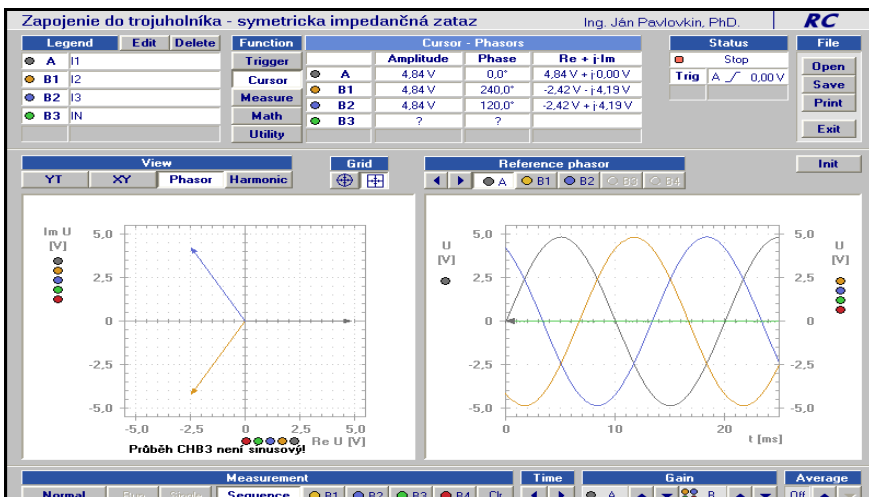 Zapojenie do trojuholníka - symetricka impedančná zataz
Ing. Ján Pavlovkin, PhD.
RC
Legend Edit Delete
A I1
B1 I2
B2 I3
B3 IN
Function
Trigger
Cursor
Measure
Math
Utility
Cursor - Phasors
Amplitude Phase Re + j·Im
A 4,84 V 0,0° 4,84 V + j·0,00 V
B1 4,84 V 240,0° -2,42 V - j·4,19 V
B2 4,84 V 120,0° -2,42 V + j·4,19 V
B3 ? ?
Status
Stop
Trig A 0,00 V
File
Open
Save
Print
Exit
View
YT XY Phasor Harmonic
Grid
Reference phasor
A B1 B2 B3 B4
Init
Im U
[V]
5,0
2,5
0
-2,5
-5,0
-5,0 -2,5 0 2,5 5,0
Re U [V]
Průběh CHB3 není sinusový!
U
[V]
5,0
2,5
0
-2,5
-5,0
0 10 20
t [ms]
U
[V]
5,0
2,5
0
-2,5
-5,0
Measurement
Normal Run Single Sequence B1 B2 B3 B4 Clr
Time
Gain
A B
Average
Off